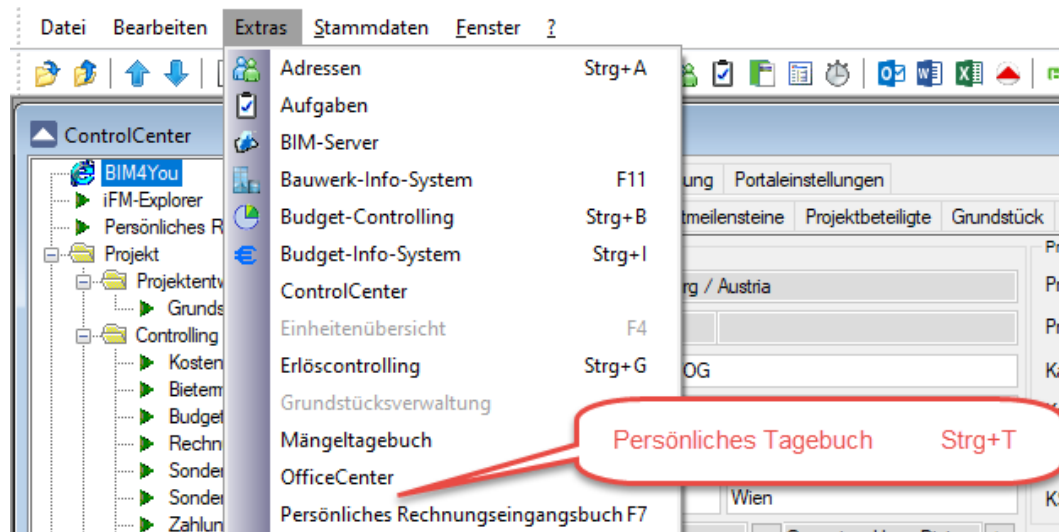 Datei Bearbeiten Extras Stammdaten Fenster ?
Adressen Strg+A
Aufgaben
ControlCenter
BIM-Server
BIM4You
Bauwerk-Info-System F11
ung Portaleinstellungen
iFM-Explorer
Budget-Controlling Strg+B
tmeilensteine Projektbeteiligte Grundstück
Persönliches R
Projekt
Budget-Info-System Strg+I
Projektentw
ControlCenter
rg / Austria
Grunds
Einheitenübersicht F4
Controlling
Kosten
Erlöscontrolling Strg+G
OG
Bieterm
Grundstücksverwaltung
Budget
Mängeltagebuch
Persönliches Tagebuch Strg+T
Rechnu
Sonder
OfficeCenter
Sonder
Wien
Persönliches Rechnungseingangsbuch F7
Zahlun